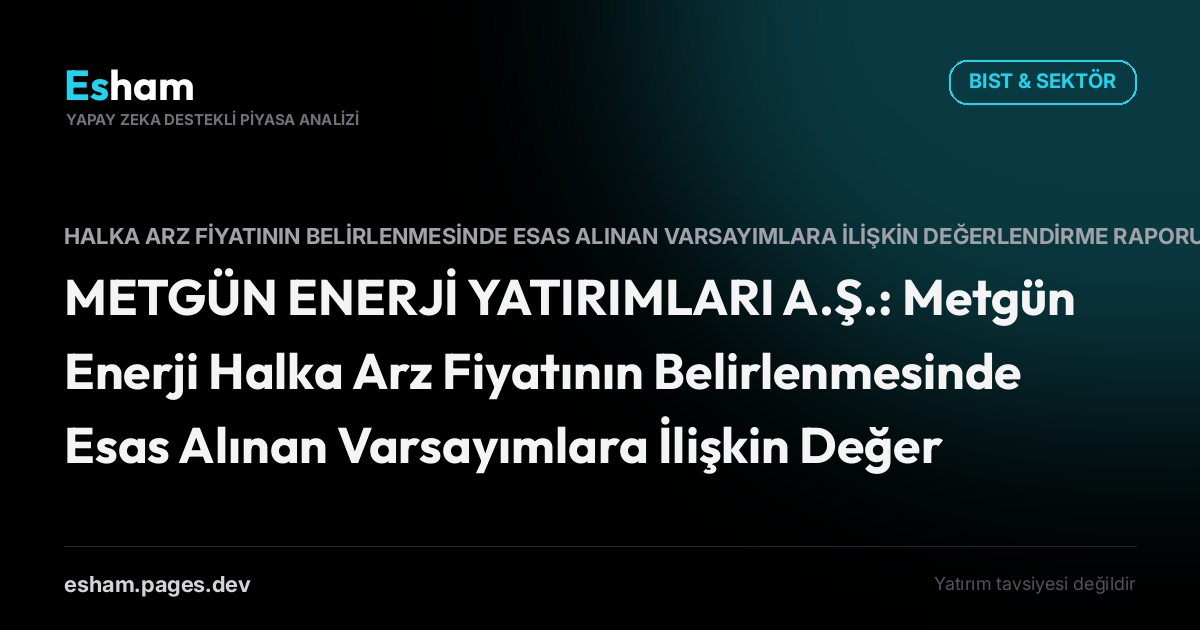 Esham
YAPAY ZEKA DESTEKLİ PİYASA ANALİZİ
BIST & SEKTÖR
HALKA ARZ FİYATININ BELİRLENMESİNDE ESAS ALINAN VARSAYIMLARA İLİŞKİN DEĞERLENDİRME RAPORU
METGÜN ENERJİ YATIRIMLARI A.Ş.: Metgün
Enerji Halka Arz Fiyatının Belirlenmesinde
Esas Alınan Varsayımlara İlişkin Değer
esham.pages.dev
Yatırım tavsiyesi değildir